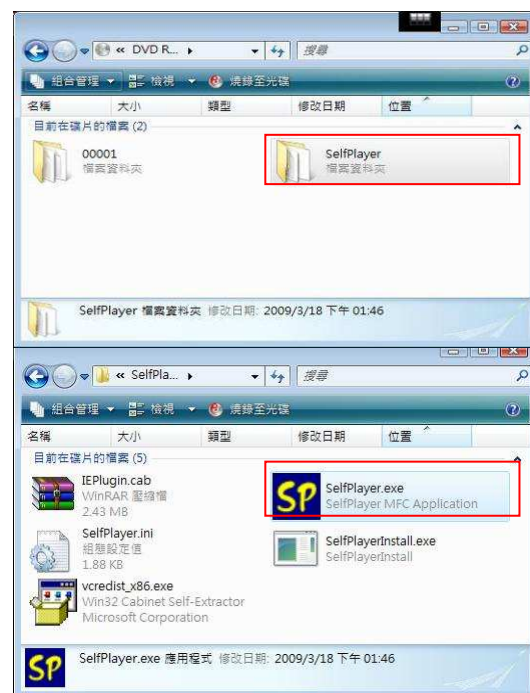 « DVD R...
搜尋
組合管理 檢視 燒錄至光碟
名稱 大小 類型 修改日期 位置
目前在碟片的檔案 (2)
00001
檔案資料夾
SelfPlayer
檔案資料夾
SelfPlayer 檔案資料夾 修改日期: 2009/3/18 下午 01:46
« SelfPla...
搜尋
組合管理 檢視 燒錄至光碟
名稱 大小 類型 修改日期 位置
目前在碟片的檔案 (5)
IEPlugin.cab
WinRAR 壓縮檔
2.43 MB
SP
SelfPlayer.exe
SelfPlayer MFC Application
SelfPlayer.ini
組態設定值
1.88 KB
SelfPlayerInstall.exe
SelfPlayerInstall
vcredist_x86.exe
Win32 Cabinet Self-Extractor
Microsoft Corporation
SP
SelfPlayer.exe 應用程式 修改日期: 2009/3/18 下午 01:46